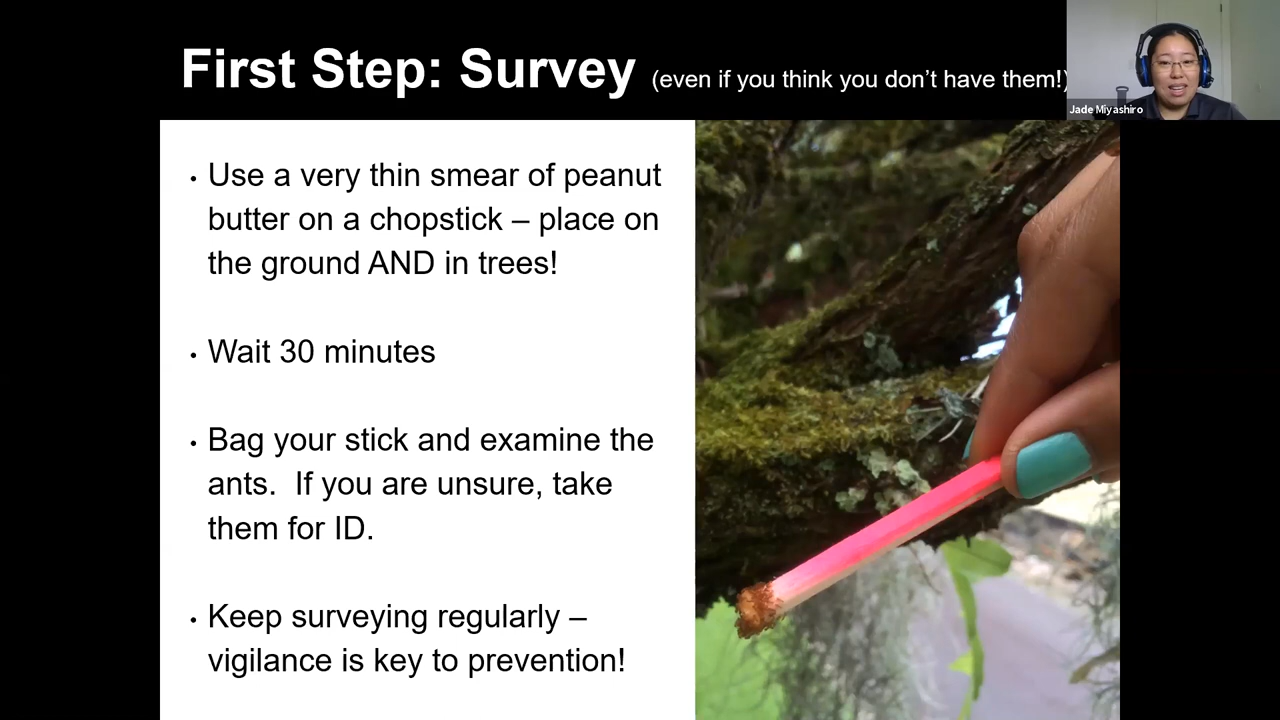 First Step: Survey (even if you think you don’t have them!)
Jade Miyashiro
• Use a very thin smear of peanut
butter on a chopstick – place on
the ground AND in trees!
• Wait 30 minutes
• Bag your stick and examine the
ants.  If you are unsure, take
them for ID.
• Keep surveying regularly –
vigilance is key to prevention!